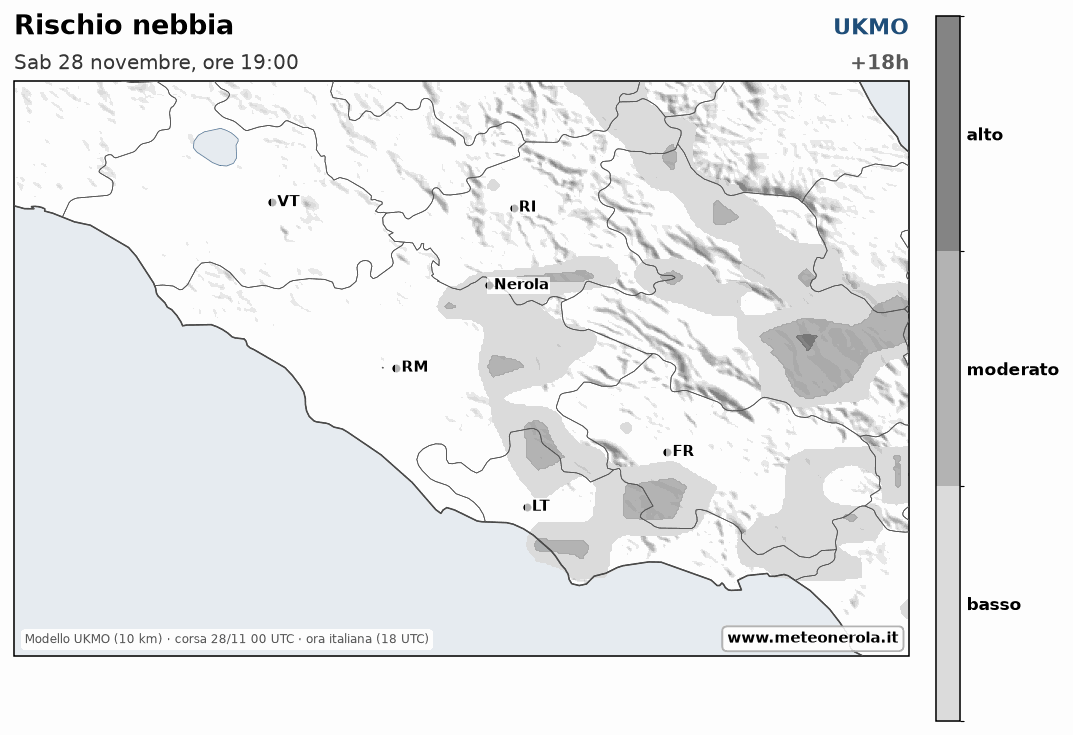 Rischio nebbia
UKMO
Sab 28 novembre, ore 19:00
+18h
alto
VT
RI
Nerola
RM
moderato
FR
LT
basso
Modello UKMO (10 km) · corsa 28/11 00 UTC · ora italiana (18 UTC)
www.meteonerola.it